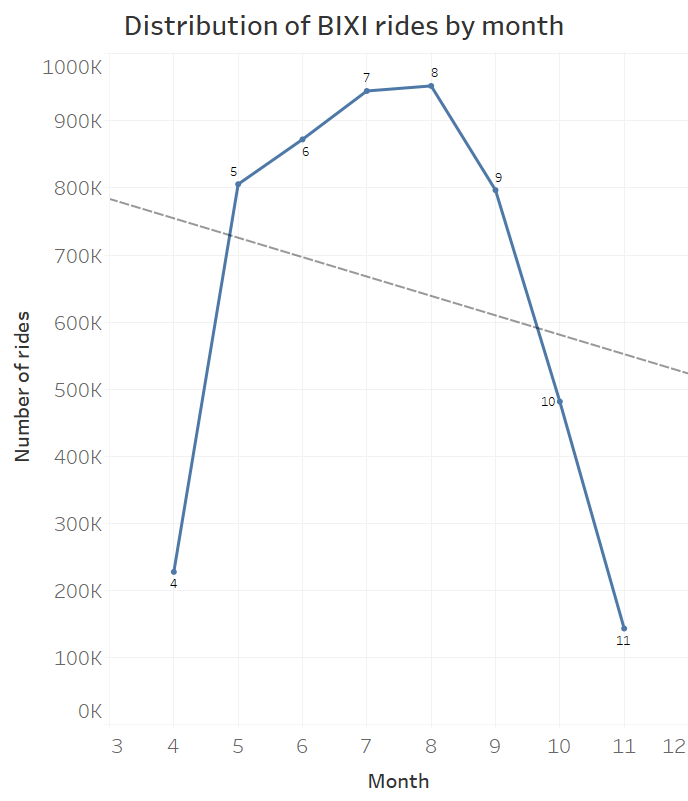 Distribution of BIXI rides by month
1000K
900K
800K
700K
600K
500K
400K
300K
200K
100K
0K
Number of rides
4
5
6
7
8
9
10
11
3 4 5 6 7 8 9 10 11 12
Month